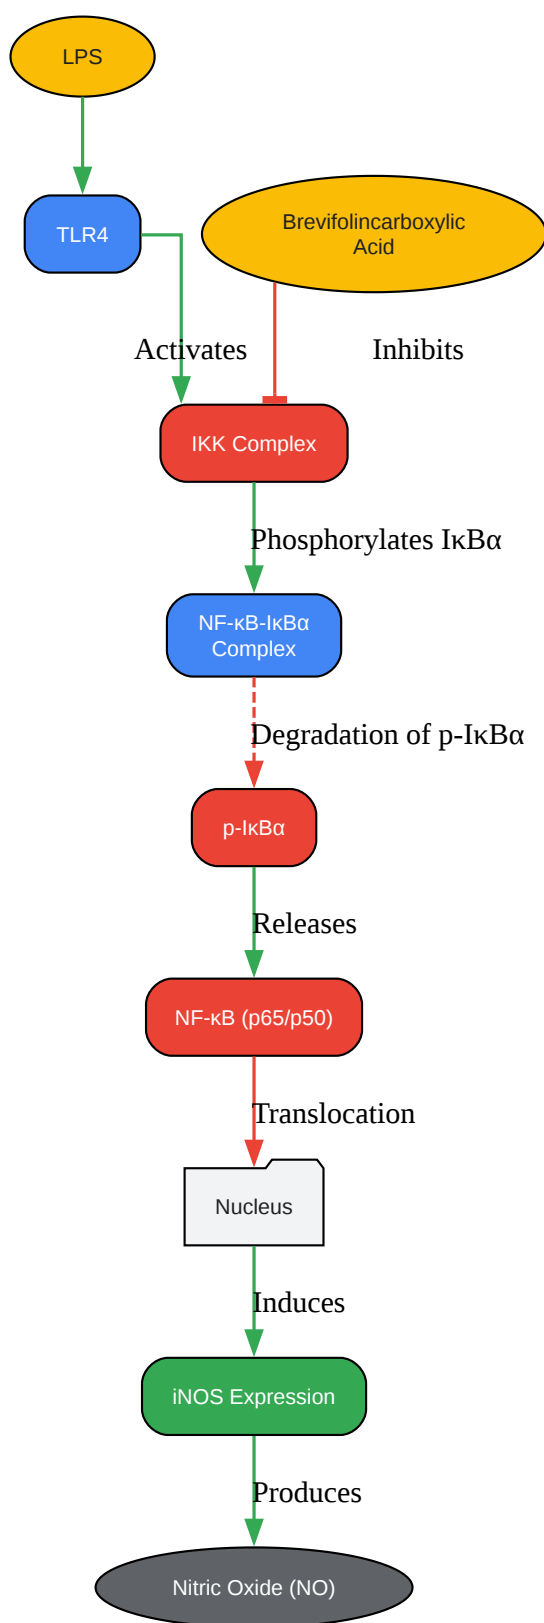 LPS
TLR4
Brevifolincarboxylic
Acid
Activates
Inhibits
IKK Complex
Phosphorylates IκBα
NF-κB-IκBα
Complex
Degradation of p-IκBα
p-IκBα
Releases
NF-κB (p65/p50)
Translocation
Nucleus
Induces
iNOS Expression
Produces
Nitric Oxide (NO)